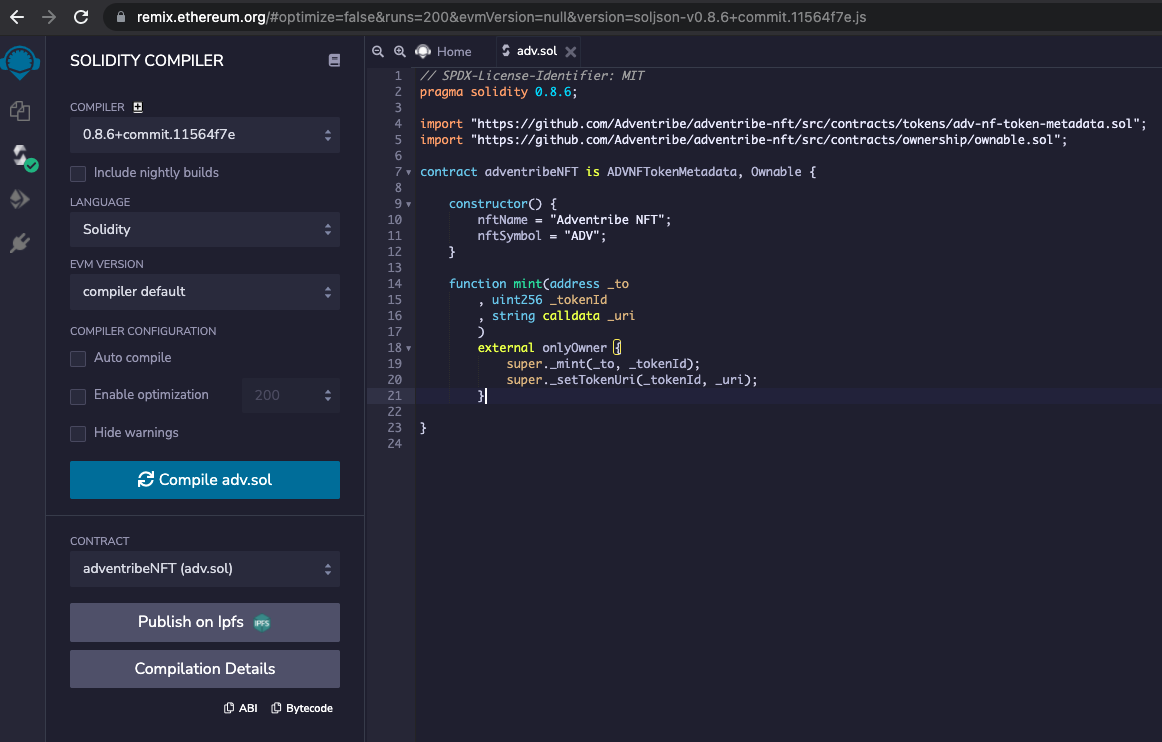 remix.ethereum.org/#optimize=false&runs=200&evmVersion=null&version=soljson-v0.8.6+commit.11564f7e.js
SOLIDITY COMPILER
COMPILER
0.8.6+commit.11564f7e
Include nightly builds
LANGUAGE
Solidity
EVM VERSION
compiler default
COMPILER CONFIGURATION
Auto compile
Enable optimization
200
Hide warnings
Compile adv.sol
CONTRACT
adventribeNFT (adv.sol)
Publish on Ipfs
IPFS
Compilation Details
ABI
Bytecode
Home
adv.sol
1 // SPDX-License-Identifier: MIT
2 pragma solidity 0.8.6;
3
4 import "https://github.com/Adventribe/adventribe-nft/src/contracts/tokens/adv-nf-token-metadata.sol";
5 import "https://github.com/Adventribe/adventribe-nft/src/contracts/ownership/ownable.sol";
6
7 contract adventribeNFT is ADVNFTokenMetadata, Ownable {
8
9 constructor() {
10 nftName = "Adventribe NFT";
11 nftSymbol = "ADV";
12 }
13
14 function mint(address _to
15 , uint256 _tokenId
16 , string calldata _uri
17 )
18 external onlyOwner {
19 super._mint(_to, _tokenId);
20 super._setTokenUri(_tokenId, _uri);
21 }
22
23 }
24